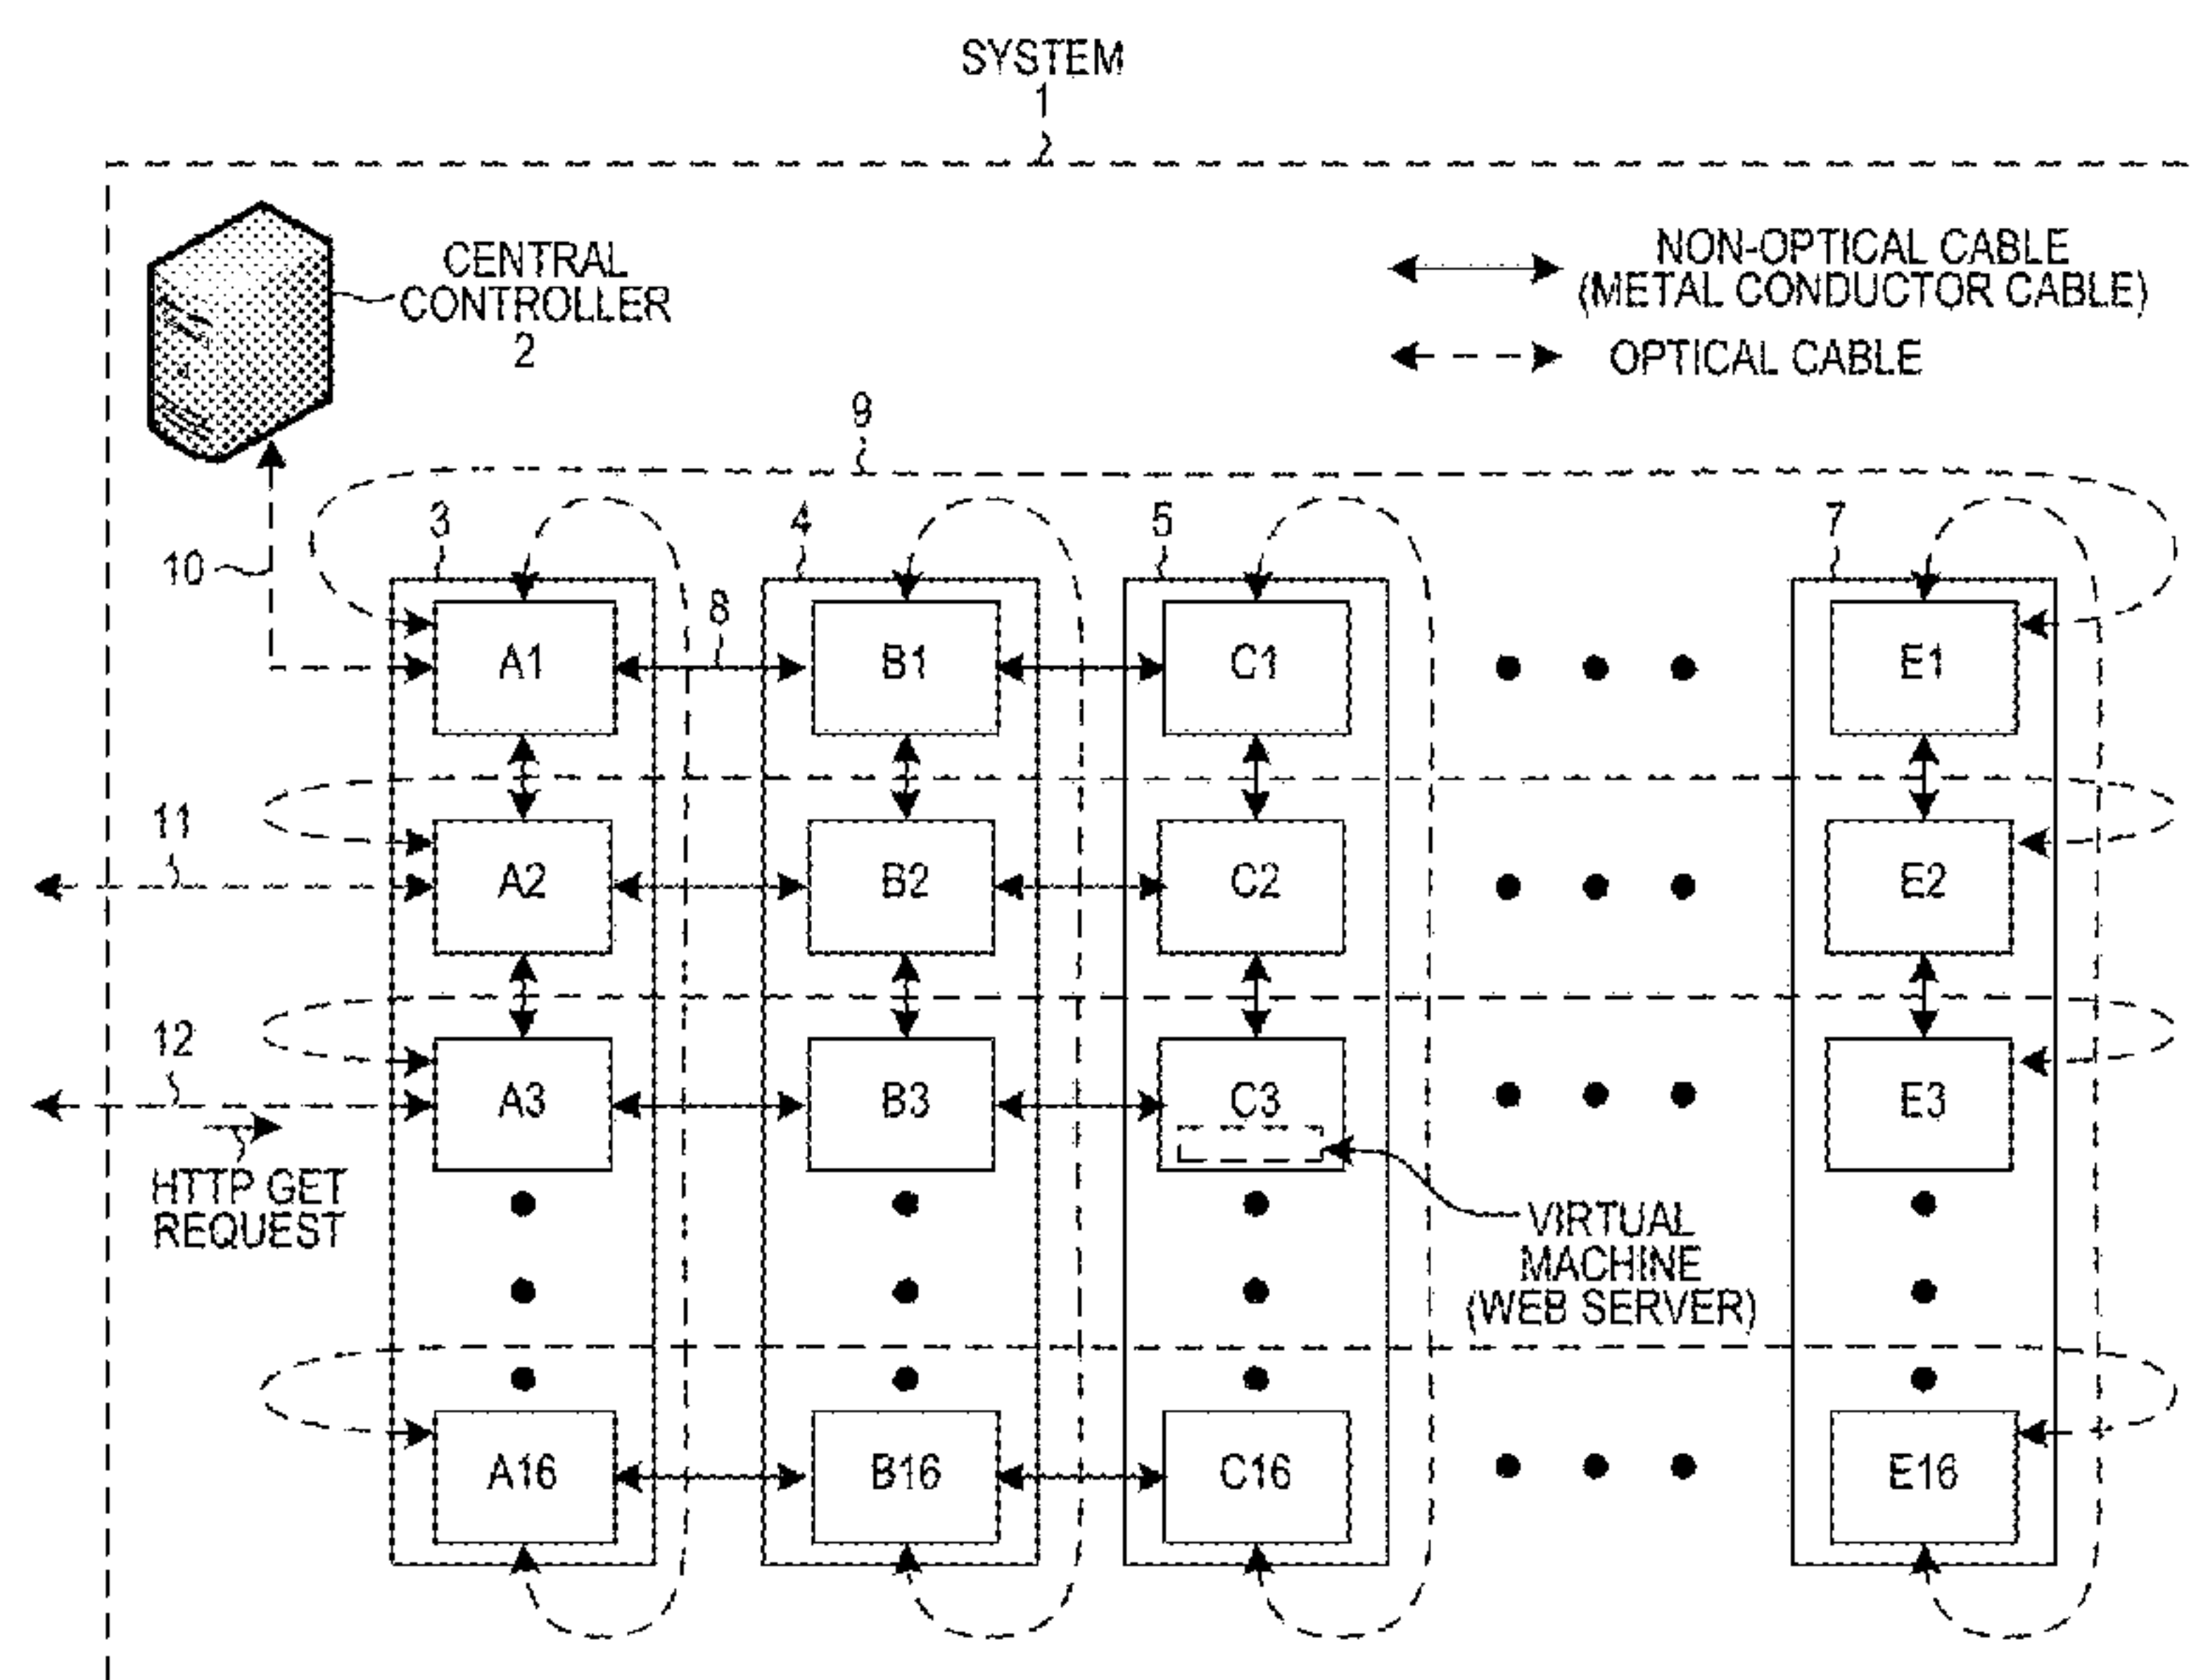 SYSTEM
1
CENTRAL
CONTROLLER
2
NON-OPTICAL CABLE
(METAL CONDUCTOR CABLE)
OPTICAL CABLE
9
3
4
5
7
10
8
A1
B1
C1
E1
11
A2
B2
C2
E2
12
A3
B3
C3
E3
HTTP GET
REQUEST
VIRTUAL
MACHINE
(WEB SERVER)
A16
B16
C16
E16